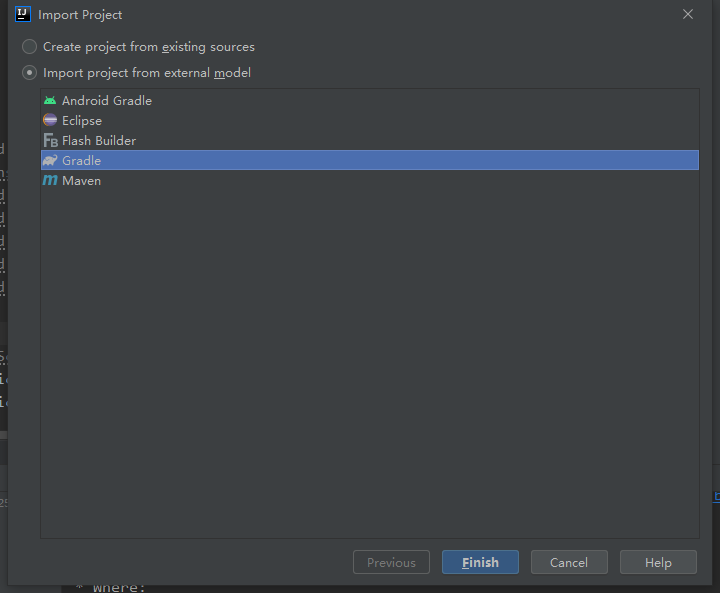 Import Project
Create project from existing sources
Import project from external model
Android Gradle
Eclipse
Flash Builder
Gradle
Maven
Previous
Finish
Cancel
Help
* Where: